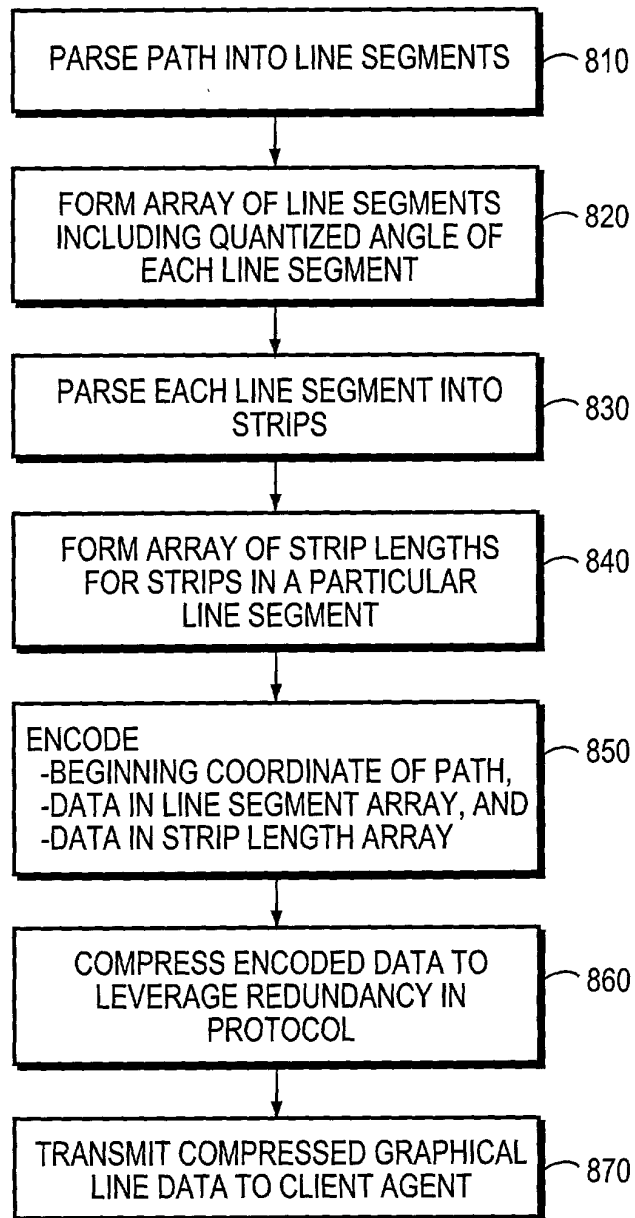 PARSE PATH INTO LINE SEGMENTS
810
FORM ARRAY OF LINE SEGMENTS
INCLUDING QUANTIZED ANGLE OF
EACH LINE SEGMENT
820
PARSE EACH LINE SEGMENT INTO
STRIPS
830
FORM ARRAY OF STRIP LENGTHS
FOR STRIPS IN A PARTICULAR
LINE SEGMENT
840
ENCODE
-BEGINNING COORDINATE OF PATH,
-DATA IN LINE SEGMENT ARRAY, AND
-DATA IN STRIP LENGTH ARRAY
850
COMPRESS ENCODED DATA TO
LEVERAGE REDUNDANCY IN
PROTOCOL
860
TRANSMIT COMPRESSED GRAPHICAL
LINE DATA TO CLIENT AGENT
870